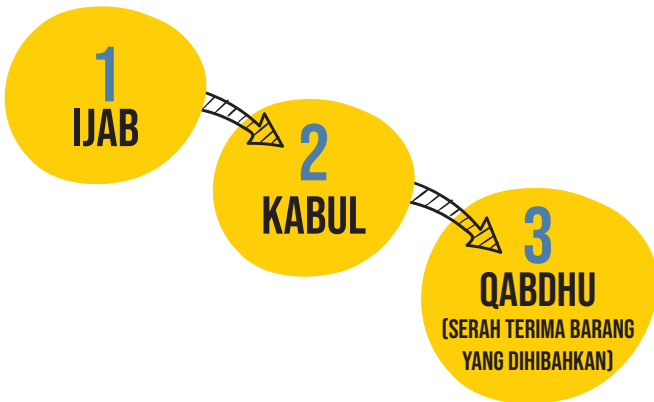 1
IJAB
2
KABUL
3
QABDHU
(SERAH TERIMA BARANG
YANG DIHIBAHKAN)